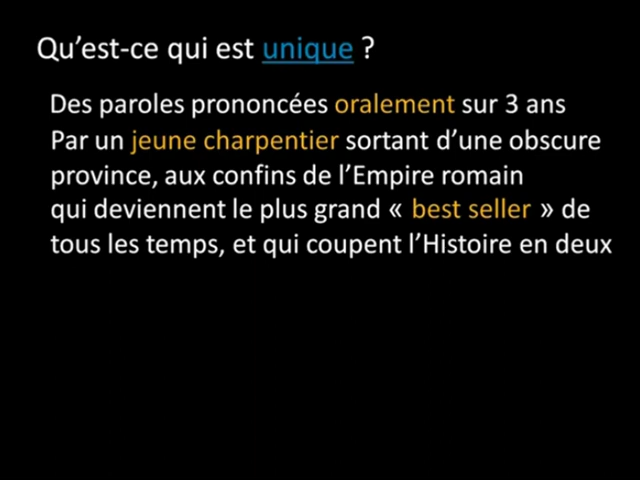 Qu’est-ce qui est unique ?
Des paroles prononcées oralement sur 3 ans
Par un jeune charpentier sortant d’une obscure
province, aux confins de l’Empire romain
qui deviennent le plus grand « best seller » de
tous les temps, et qui coupent l’Histoire en deux